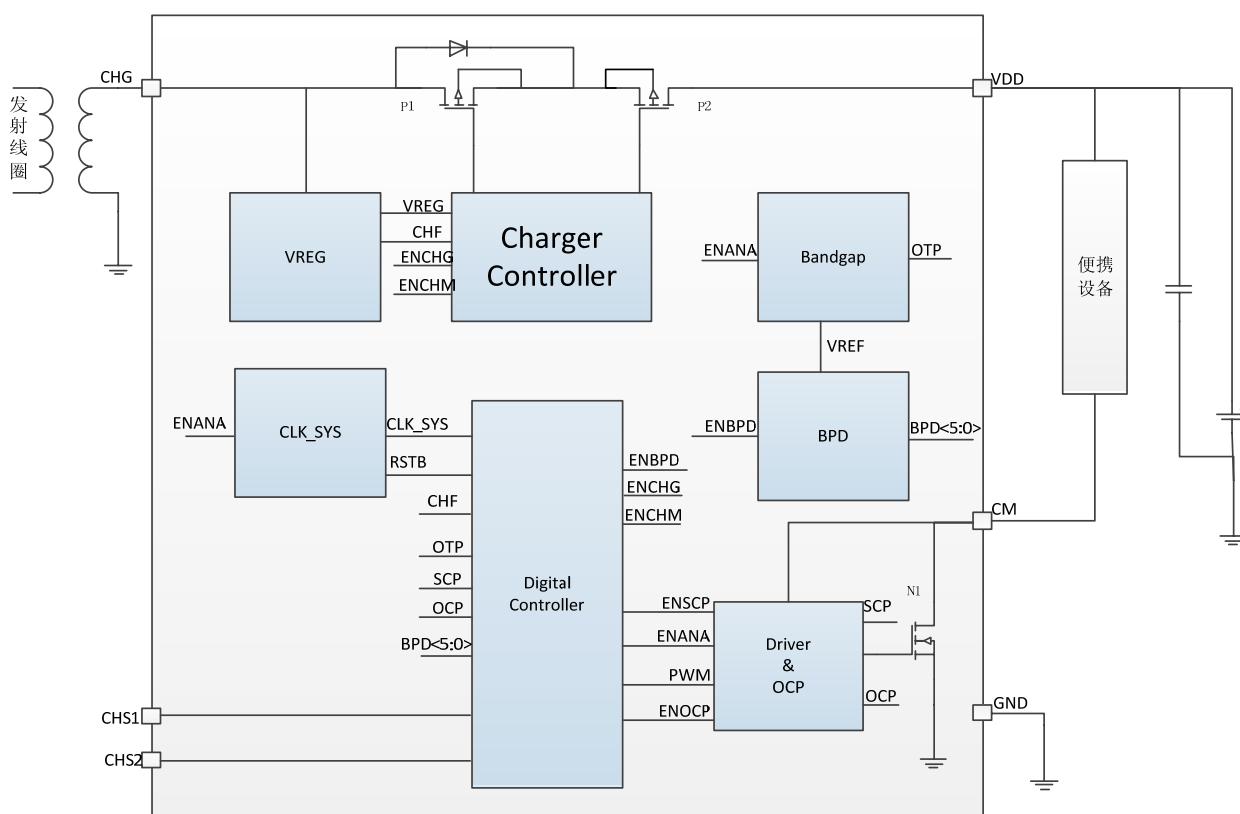 CHG
VDD
发
射
线
圈
P1
P2
VREG
VREG
CHF
ENCHG
ENCHM
Charger
Controller
ENANA
Bandgap
OTP
便携
设备
VREF
ENANA
CLK_SYS
CLK_SYS
RSTB
ENBPD
BPD
BPD<5:0>
CHF
OTP
SCP
OCP
BPD<5:0>
Digital
Controller
ENBPD
ENCHG
ENCHM
CM
ENSCP
ENANA
PWM
ENOCP
Driver
&
OCP
SCP
OCP
N1
GND
CHS1
CHS2